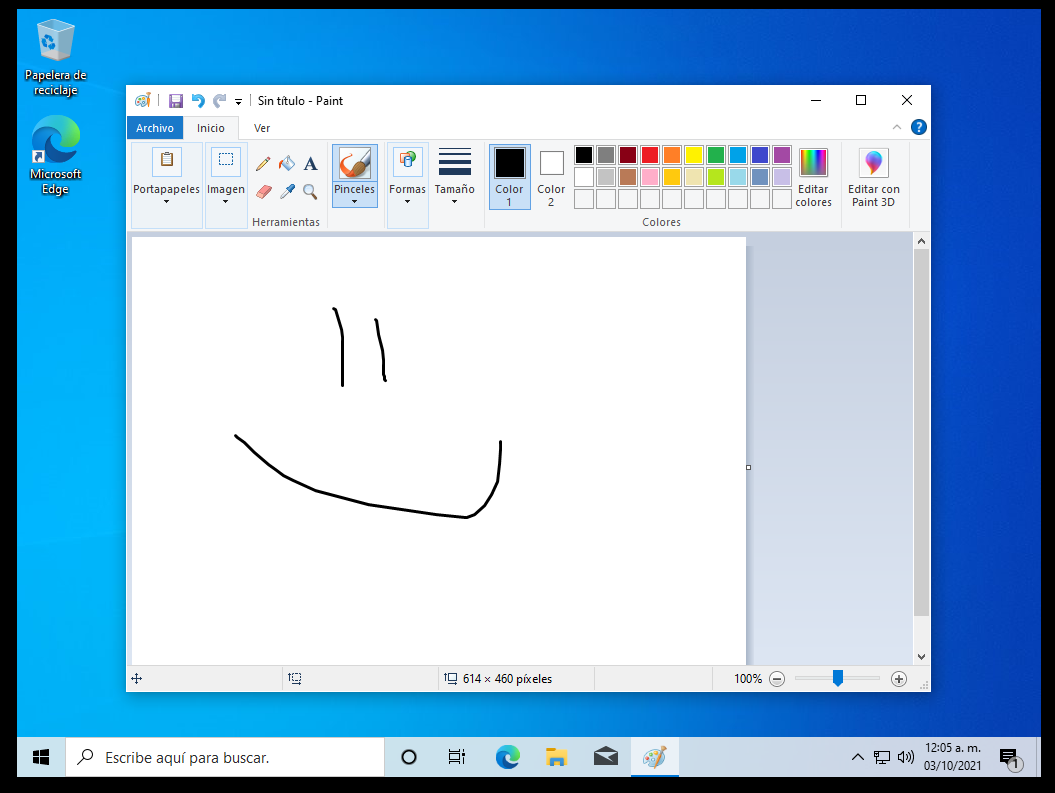 Papelera de
reciclaje
Microsoft
Edge
Sin título - Paint
Archivo
Inicio
Ver
?
Portapapeles
Imagen
A
Herramientas
Pinceles
Formas
Tamaño
Color
1
Color
2
Editar
colores
Colores
Editar con
Paint 3D
614 × 460 píxeles
100%
Escribe aquí para buscar.
12:05 a. m.
03/10/2021
1